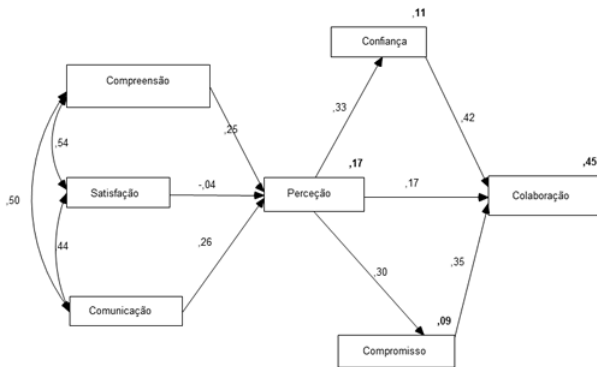 ,11
Confiança
Compreensão
,54
,25
,33
,42
,50
Satisfação
-,04
,17
Perceção
,17
,45
Colaboração
44
,26
,30
,35
Comunicação
,09
Compromisso